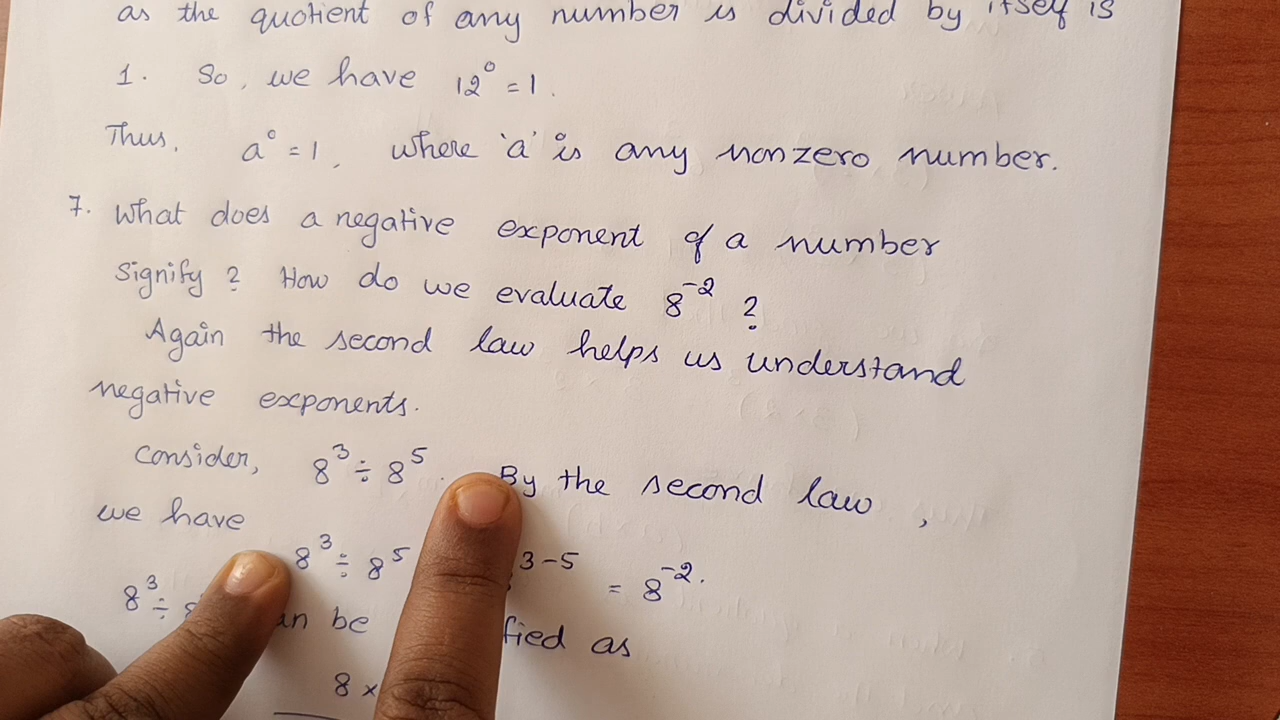 as the quotient of any number is divided by itself is
1. So, we have 12⁰ = 1.
Thus, a⁰ = 1, where 'a' is any nonzero number.
7. What does a negative exponent of a number
Signify? How do we evaluate 8⁻² ?
Again the second law helps us understand
negative exponents.
Consider, 8³ ÷ 8⁵. By the second law,
we have
8³ ÷ 8⁵ 3-5 = 8⁻².
8³ ÷ be as
8 ×